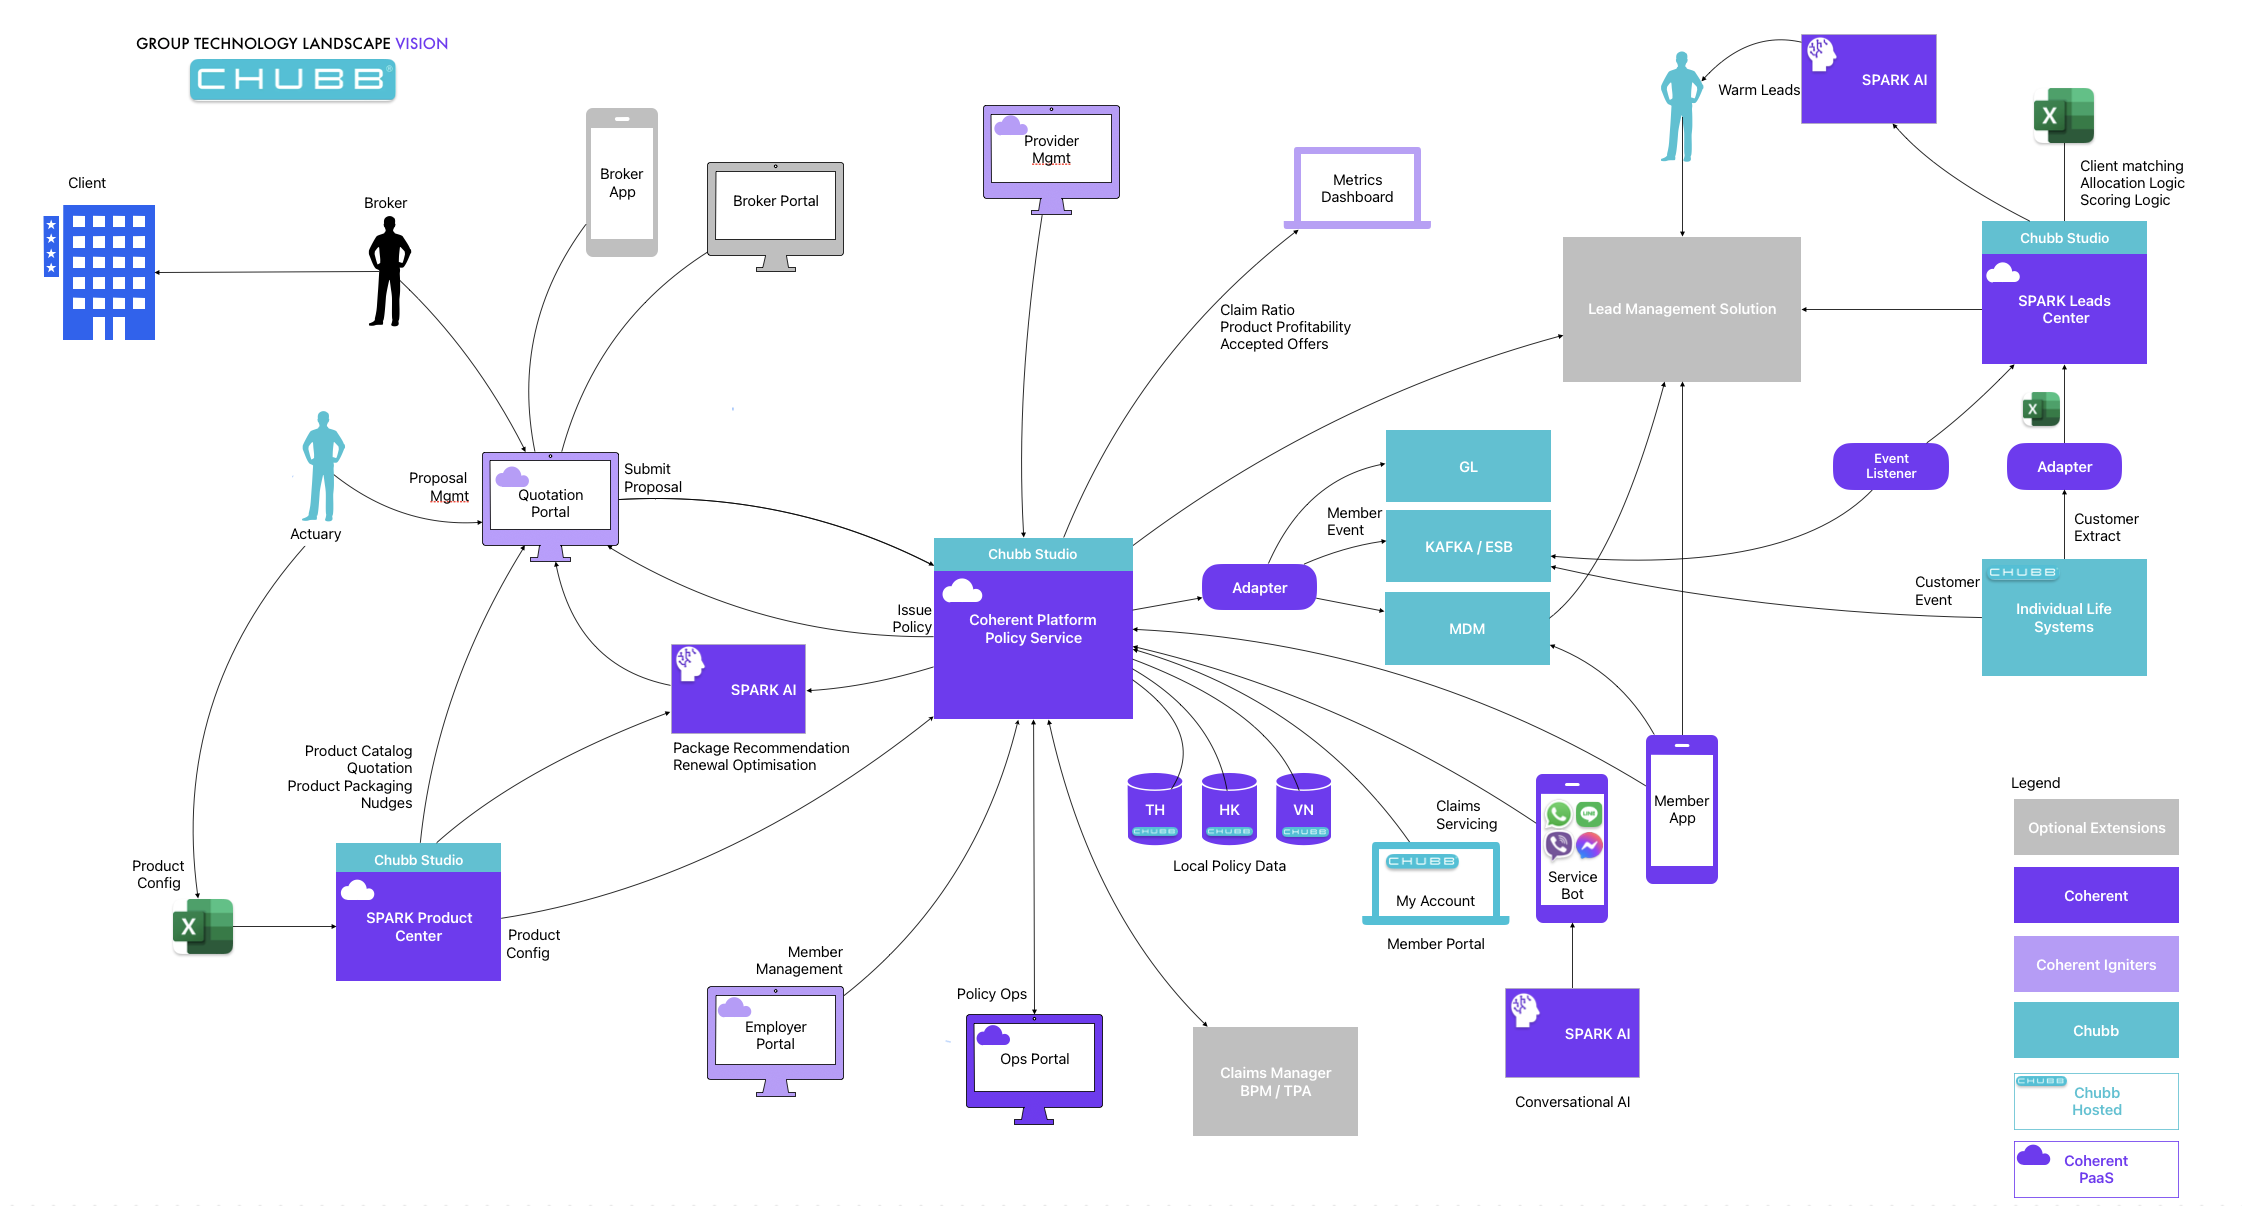 GROUP TECHNOLOGY LANDSCAPE VISION
CHUBB®
Client
Broker
Broker
App
Broker Portal
Provider
Mgmt
Metrics
Dashboard
Warm Leads
SPARK AI
Client matching
Allocation Logic
Scoring Logic
Chubb Studio
SPARK Leads
Center
Lead Management Solution
Claim Ratio
Product Profitability
Accepted Offers
Actuary
Proposal
Mgmt
Quotation
Portal
Submit
Proposal
GL
Member
Event
KAFKA / ESB
MDM
Adapter
Event
Listener
X
Adapter
Customer
Extract
Customer
Event
CHUBB
Individual Life
Systems
Chubb Studio
Coherent Platform
Policy Service
Issue
Policy
SPARK AI
Package Recommendation
Renewal Optimisation
Product Catalog
Quotation
Product Packaging
Nudges
Product
Config
X
Chubb Studio
SPARK Product
Center
Product
Config
TH
CHUBB
HK
CHUBB
VN
CHUBB
Local Policy Data
Claims
Servicing
CHUBB
My Account
Member Portal
LINE
Service
Bot
Member
App
SPARK AI
Conversational AI
Member
Management
Employer
Portal
Policy Ops
Ops Portal
Claims Manager
BPM / TPA
X
Legend
Optional Extensions
Coherent
Coherent Igniters
Chubb
CHUBB
Chubb
Hosted
Coherent
PaaS